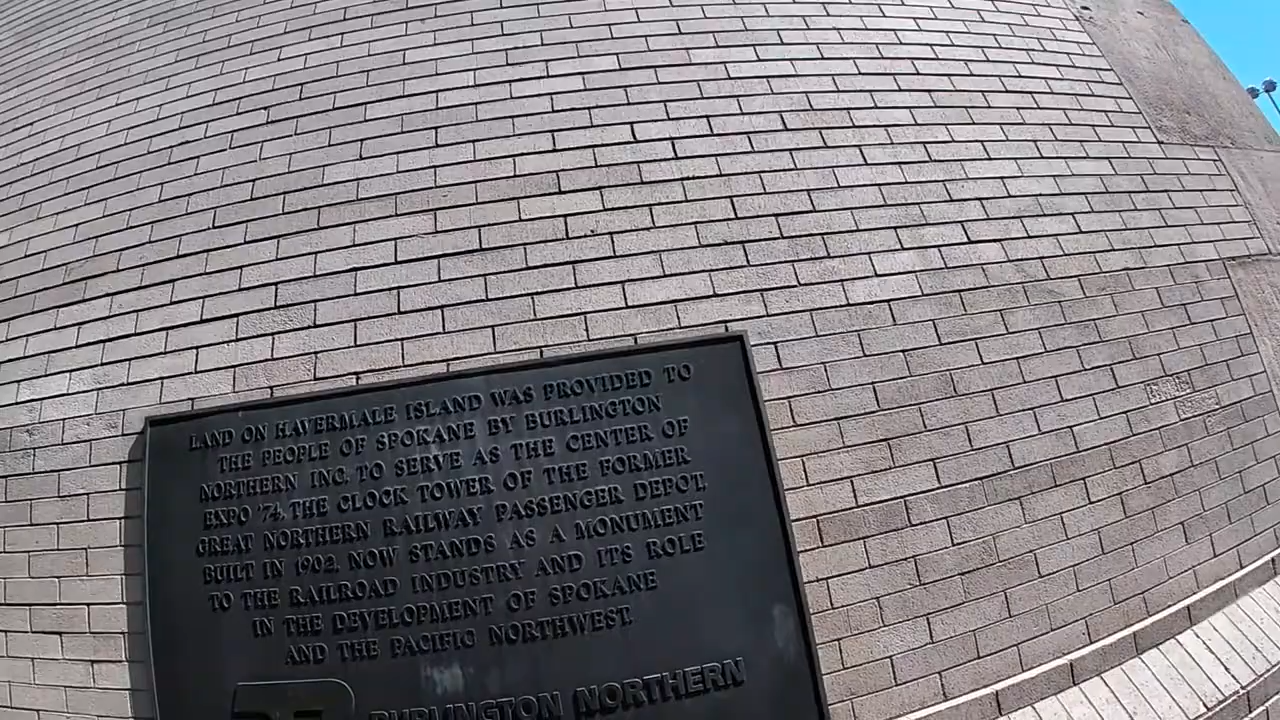 LAND ON HAVERMALE ISLAND WAS PROVIDED TO
THE PEOPLE OF SPOKANE BY BURLINGTON
NORTHERN INC. TO SERVE AS THE CENTER OF
EXPO '74. THE CLOCK TOWER OF THE FORMER
GREAT NORTHERN RAILWAY PASSENGER DEPOT,
BUILT IN 1902, NOW STANDS AS A MONUMENT
TO THE RAILROAD INDUSTRY AND ITS ROLE
IN THE DEVELOPMENT OF SPOKANE
AND THE PACIFIC NORTHWEST.
BURLINGTON NORTHERN